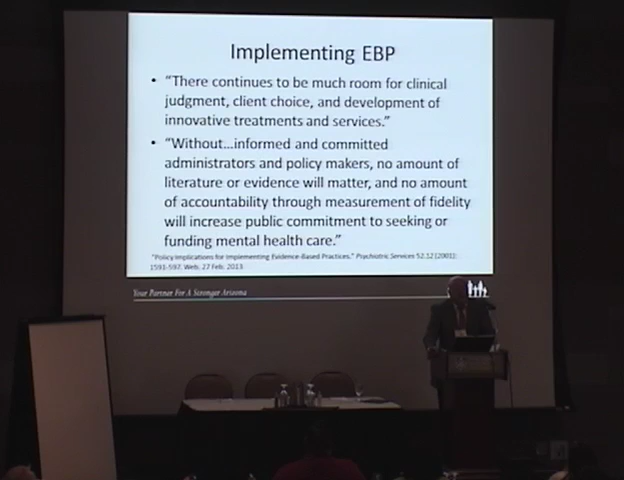 Implementing EBP
• “There continues to be much room for clinical
judgment, client choice, and development of
innovative treatments and services.”
• “Without…informed and committed
administrators and policy makers, no amount of
literature or evidence will matter, and no amount
of accountability through measurement of fidelity
will increase public commitment to seeking or
funding mental health care.”
"Policy Implications for Implementing Evidence-Based Practices." Psychiatric Services 52.12 (2001):
1591-597. Web. 27 Feb. 2013.
Your Partner For A Stronger Arizona